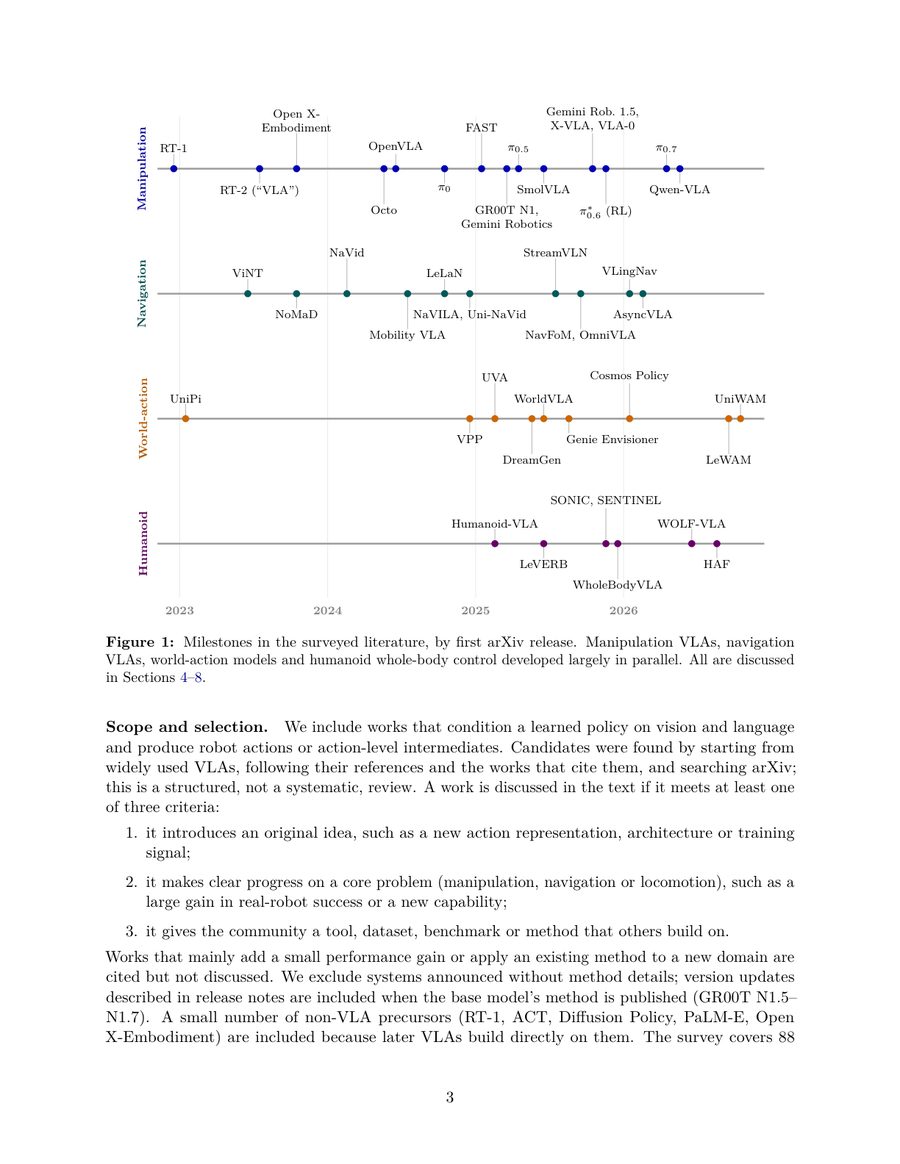 Manipulation
RT-1
RT-2 (“VLA”)
Open X-
Embodiment
Octo
OpenVLA
π0
FAST
GR00T N1,
Gemini Robotics
π0.5
SmolVLA
Gemini Rob. 1.5,
X-VLA, VLA-0
π*0.6 (RL)
π0.7
Qwen-VLA
Navigation
ViNT
NoMaD
NaVid
Mobility VLA
LeLaN
NaVILA, Uni-NaVid
StreamVLN
NavFoM, OmniVLA
VLingNav
AsyncVLA
World-action
UniPi
VPP
UVA
DreamGen
WorldVLA
Genie Envisioner
Cosmos Policy
LeWAM
UniWAM
Humanoid
Humanoid-VLA
LeVERB
SONIC, SENTINEL
WholeBodyVLA
WOLF-VLA
HAF
2023 2024 2025 2026
Figure 1: Milestones in the surveyed literature, by first arXiv release. Manipulation VLAs, navigation
VLAs, world-action models and humanoid whole-body control developed largely in parallel. All are discussed
in Sections 4–8.
Scope and selection. We include works that condition a learned policy on vision and language
and produce robot actions or action-level intermediates. Candidates were found by starting from
widely used VLAs, following their references and the works that cite them, and searching arXiv;
this is a structured, not a systematic, review. A work is discussed in the text if it meets at least one
of three criteria:
1. it introduces an original idea, such as a new action representation, architecture or training
signal;
2. it makes clear progress on a core problem (manipulation, navigation or locomotion), such as a
large gain in real-robot success or a new capability;
3. it gives the community a tool, dataset, benchmark or method that others build on.
Works that mainly add a small performance gain or apply an existing method to a new domain are
cited but not discussed. We exclude systems announced without method details; version updates
described in release notes are included when the base model’s method is published (GR00T N1.5–
N1.7). A small number of non-VLA precursors (RT-1, ACT, Diffusion Policy, PaLM-E, Open
X-Embodiment) are included because later VLAs build directly on them. The survey covers 88
3